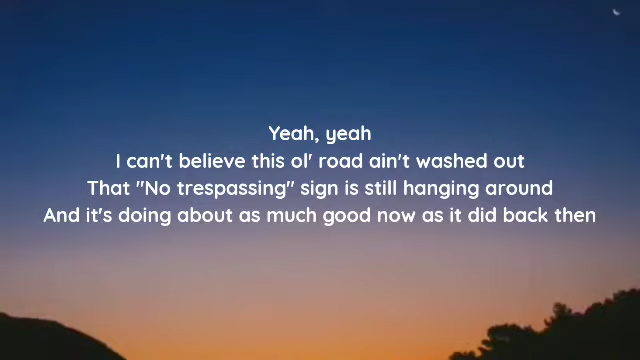 Yeah, yeah
I can't believe this ol' road ain't washed out
That "No trespassing" sign is still hanging around
And it's doing about as much good now as it did back then